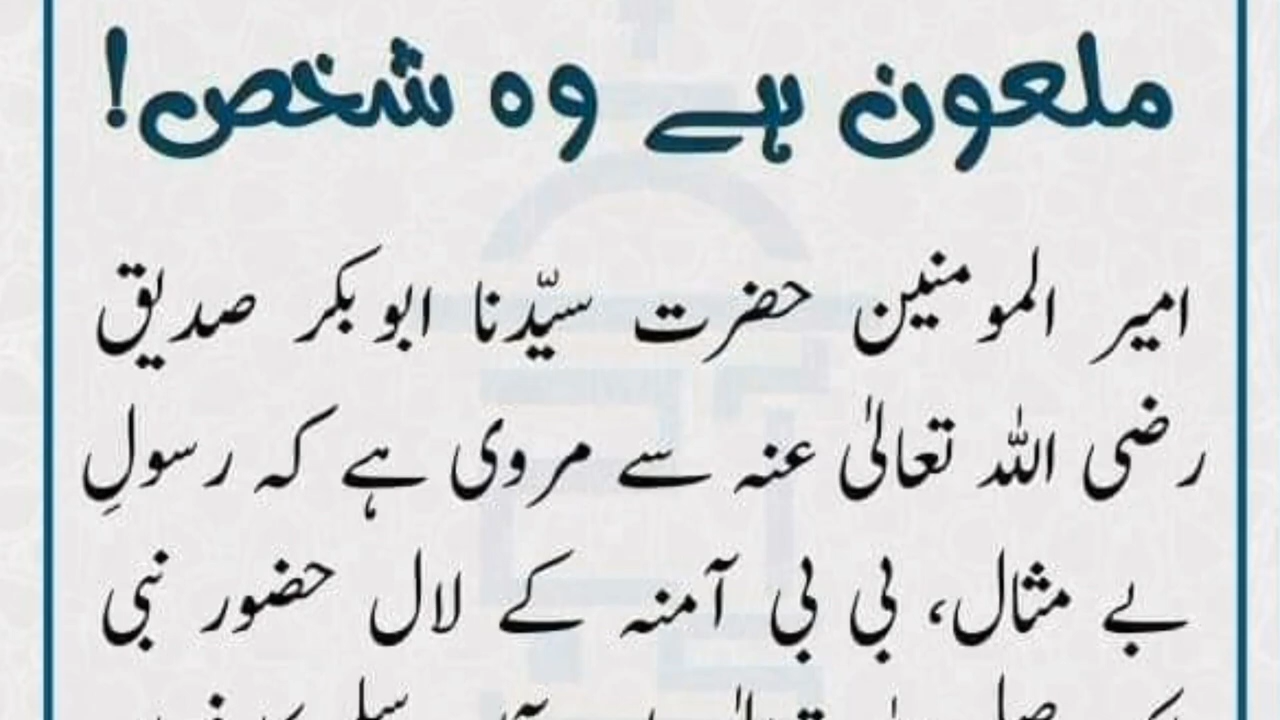 ملعون ہے وہ شخص!
امیر المومنین حضرت سیّدنا ابوبکر صدیق
رضی اللہ تعالیٰ عنہ سے مروی ہے کہ رسولِ
بے مثال، بی بی آمنہ کے لال حضور نبی